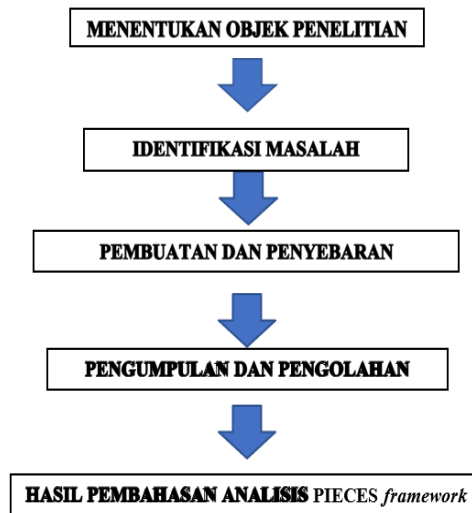 MENENTUKAN OBJEK PENELITIAN
IDENTIFIKASI MASALAH
PEMBUATAN DAN PENYEBARAN
PENGUMPULAN DAN PENGOLAHAN
HASIL PEMBAHASAN ANALISIS PIECES framework